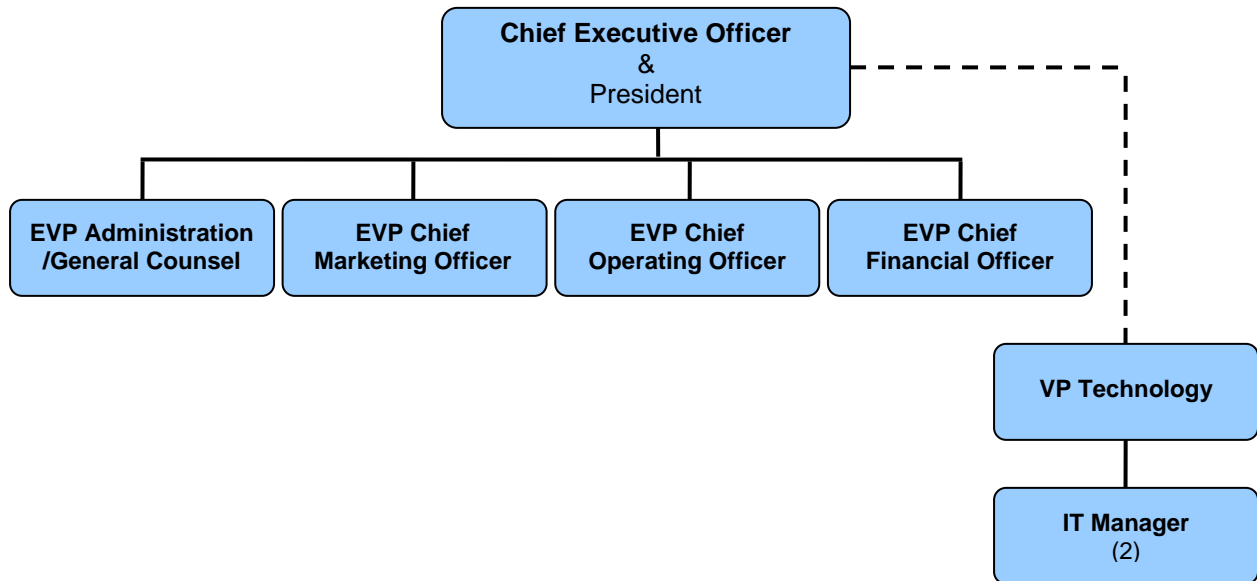 Chief Executive Officer
&
President
EVP Administration
/General Counsel
EVP Chief
Marketing Officer
EVP Chief
Operating Officer
EVP Chief
Financial Officer
VP Technology
IT Manager
(2)